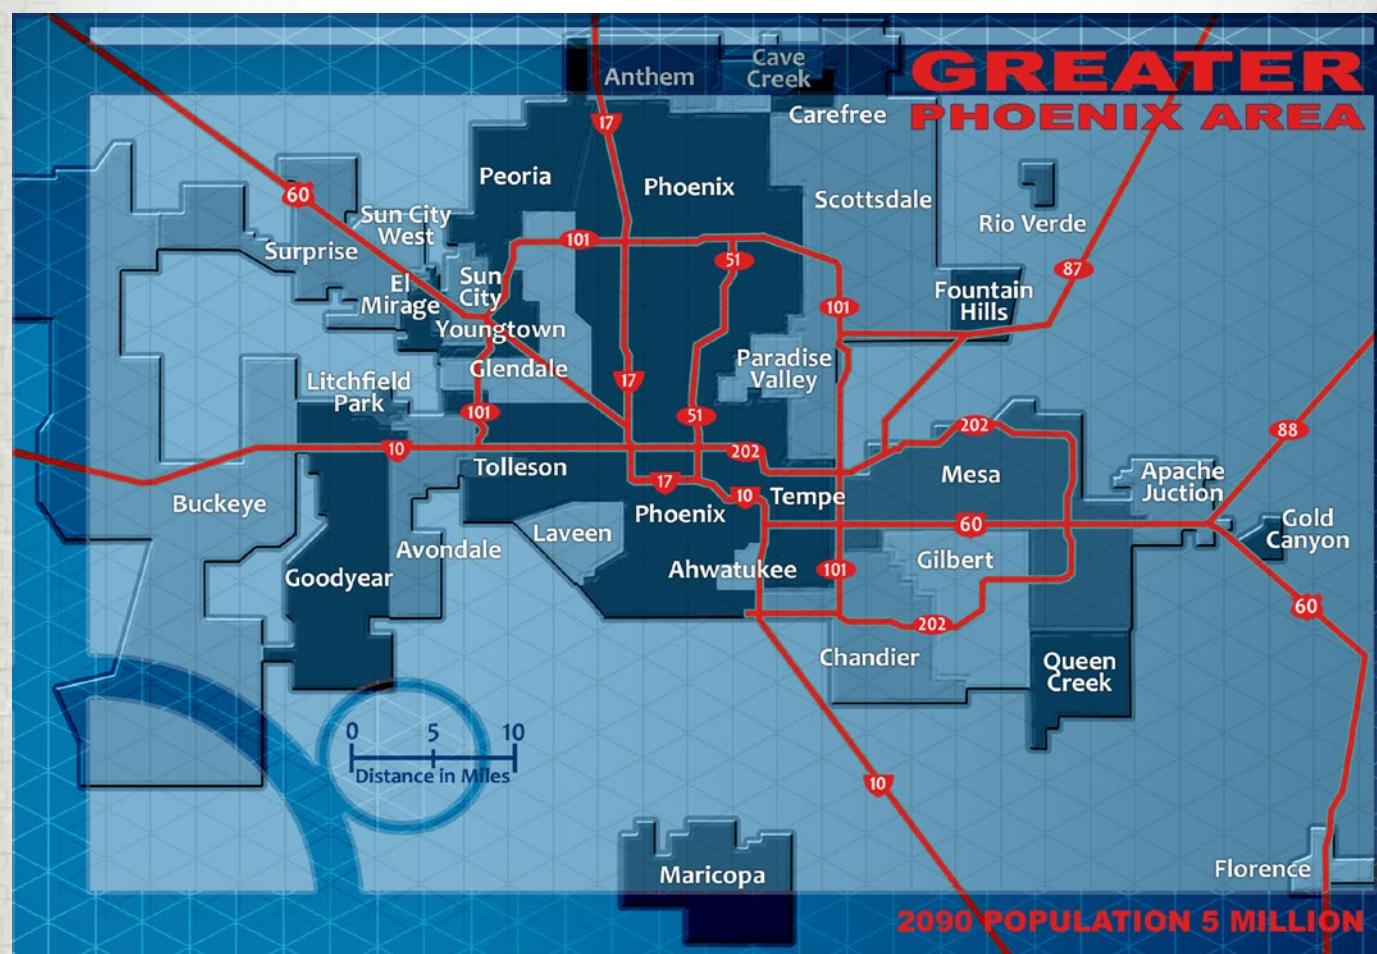 GREATER
PHOENIX AREA
Anthem
Cave
Creek
Carefree
17
Peoria
Phoenix
60
Scottsdale
Sun City
West
Rio Verde
Surprise
101
51
87
Sun
City
El
Mirage
Fountain
Hills
101
Youngtown
Paradise
Valley
Glendale
17
Litchfield
Park
101
51
202
88
10
202
Tolleson
Apache
Juction
Mesa
17
10
Tempe
Buckeye
Phoenix
60
Gold
Canyon
Laveen
Avondale
Gilbert
Goodyear
Ahwatukee
101
60
202
Chandier
Queen
Creek
0 5 10
Distance in Miles
10
Maricopa
Florence
2090 POPULATION 5 MILLION